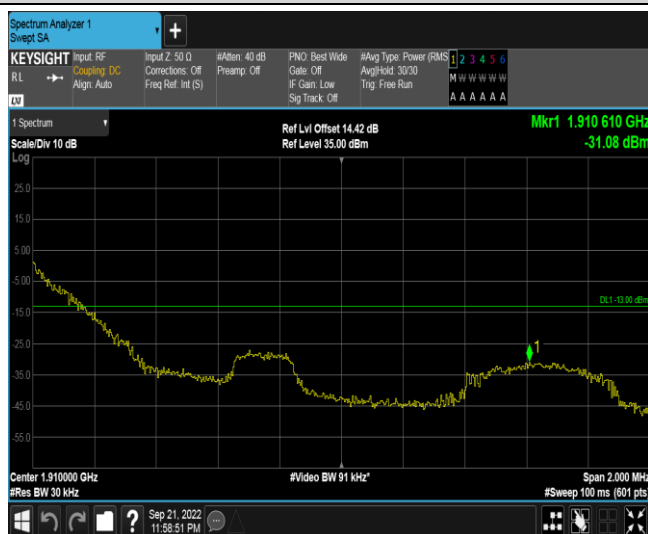 Spectrum Analyzer 1
Swept SA
+
KEYSIGHT
RL
Input: RF
Coupling: DC
Align: Auto
Input Z: 50 Ω
Corrections: Off
Freq Ref: Int (S)
#Atten: 40 dB
Preamp: Off
PNO: Best Wide
Gate: Off
IF Gain: Low
Sig Track: Off
#Avg Type: Power (RMS
Avg|Hold: 30/30
Trig: Free Run
1 2 3 4 5 6
M W W W W W
A A A A A A
LXI
1 Spectrum
Scale/Div 10 dB
Ref Lvl Offset 14.42 dB
Ref Level 35.00 dBm
Mkr1 1.910 610 GHz
-31.08 dBm
Log
25.0
15.0
5.00
-5.00
DL1 -13.00 dBm
-15.0
-25.0
1
-35.0
-45.0
-55.0
Center 1.910000 GHz
#Video BW 91 kHz*
Span 2.000 MHz
#Res BW 30 kHz
#Sweep 100 ms (601 pts)
?
Sep 21, 2022
11:58:51 PM